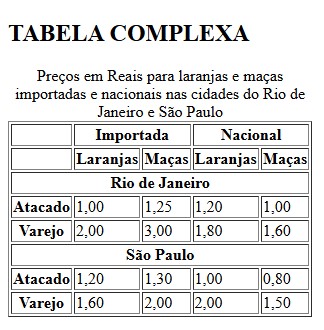 TABELA COMPLEXA
Preços em Reais para laranjas e maças
importadas e nacionais nas cidades do Rio de
Janeiro e São Paulo
Importada Nacional
Laranjas Maças Laranjas Maças
Rio de Janeiro
Atacado 1,00 1,25 1,20 1,00
Varejo 2,00 3,00 1,80 1,60
São Paulo
Atacado 1,20 1,30 1,00 0,80
Varejo 1,60 2,00 2,00 1,50